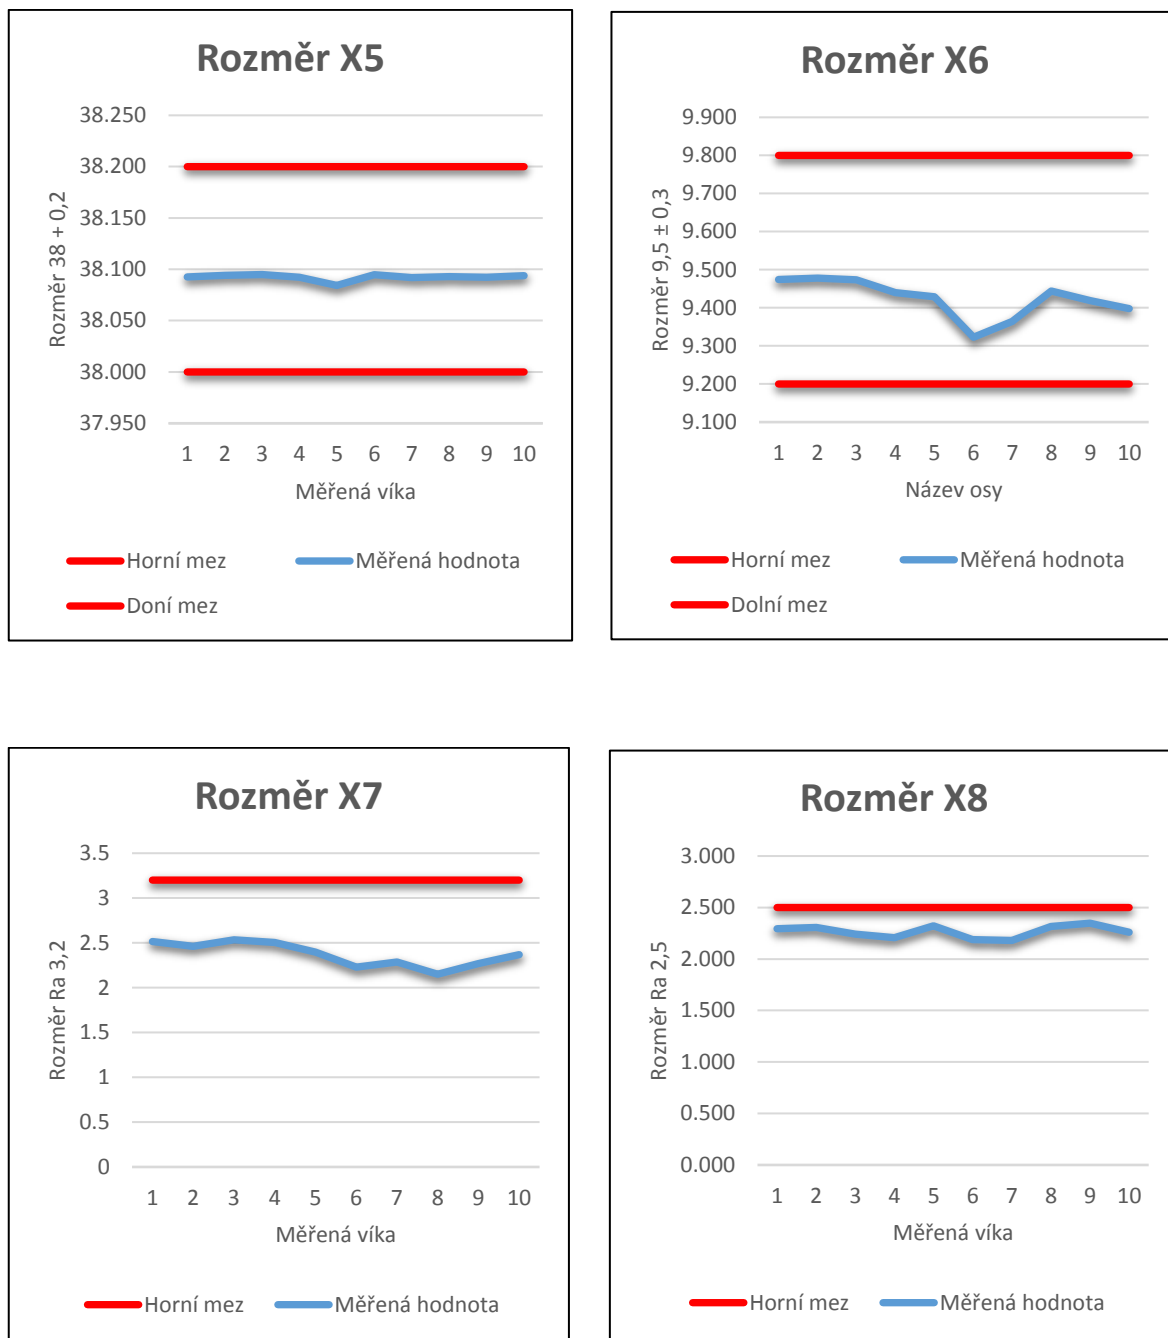 Rozměr X5
38.250
38.200
38.150
38.100
38.050
38.000
37.950
Rozměr 38 + 0,2
1 2 3 4 5 6 7 8 9 10
Měřená víka
Horní mez Měřená hodnota
Doní mez
Rozměr X6
9.900
9.800
9.700
9.600
9.500
9.400
9.300
9.200
9.100
Rozměr 9,5 ± 0,3
1 2 3 4 5 6 7 8 9 10
Název osy
Horní mez Měřená hodnota
Dolní mez
Rozměr X7
3.5
3
2.5
2
1.5
1
0.5
0
Rozměr Ra 3,2
1 2 3 4 5 6 7 8 9 10
Měřená víka
Horní mez Měřená hodnota
Rozměr X8
3.000
2.500
2.000
1.500
1.000
0.500
0.000
Rozměr Ra 2,5
1 2 3 4 5 6 7 8 9 10
Měřená víka
Horní mez Měřená hodnota